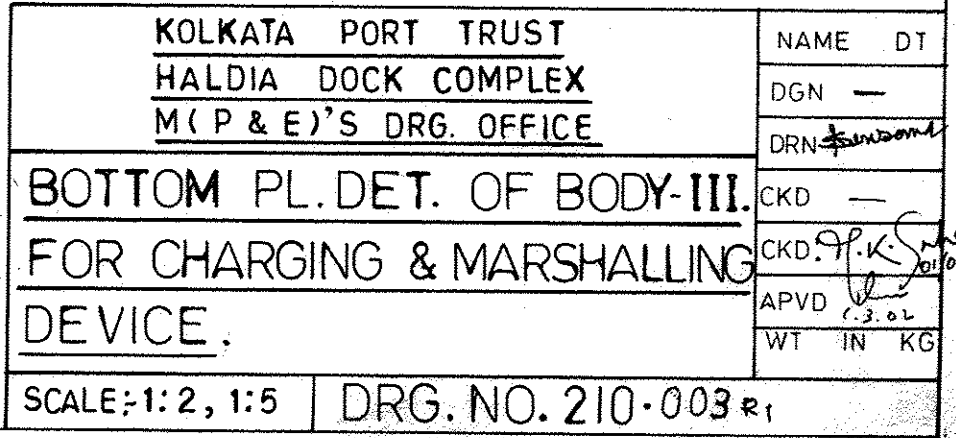 KOLKATA PORT TRUST
HALDIA DOCK COMPLEX
M(P & E)'S DRG. OFFICE
BOTTOM PL. DET. OF BODY-III.
FOR CHARGING & MARSHALLING
DEVICE.
SCALE:-1:2, 1:5
DRG. NO. 210.003 R1
NAME DT
DGN —
DRN
CKD —
CKD.
APVD
1.3.02
WT IN KG